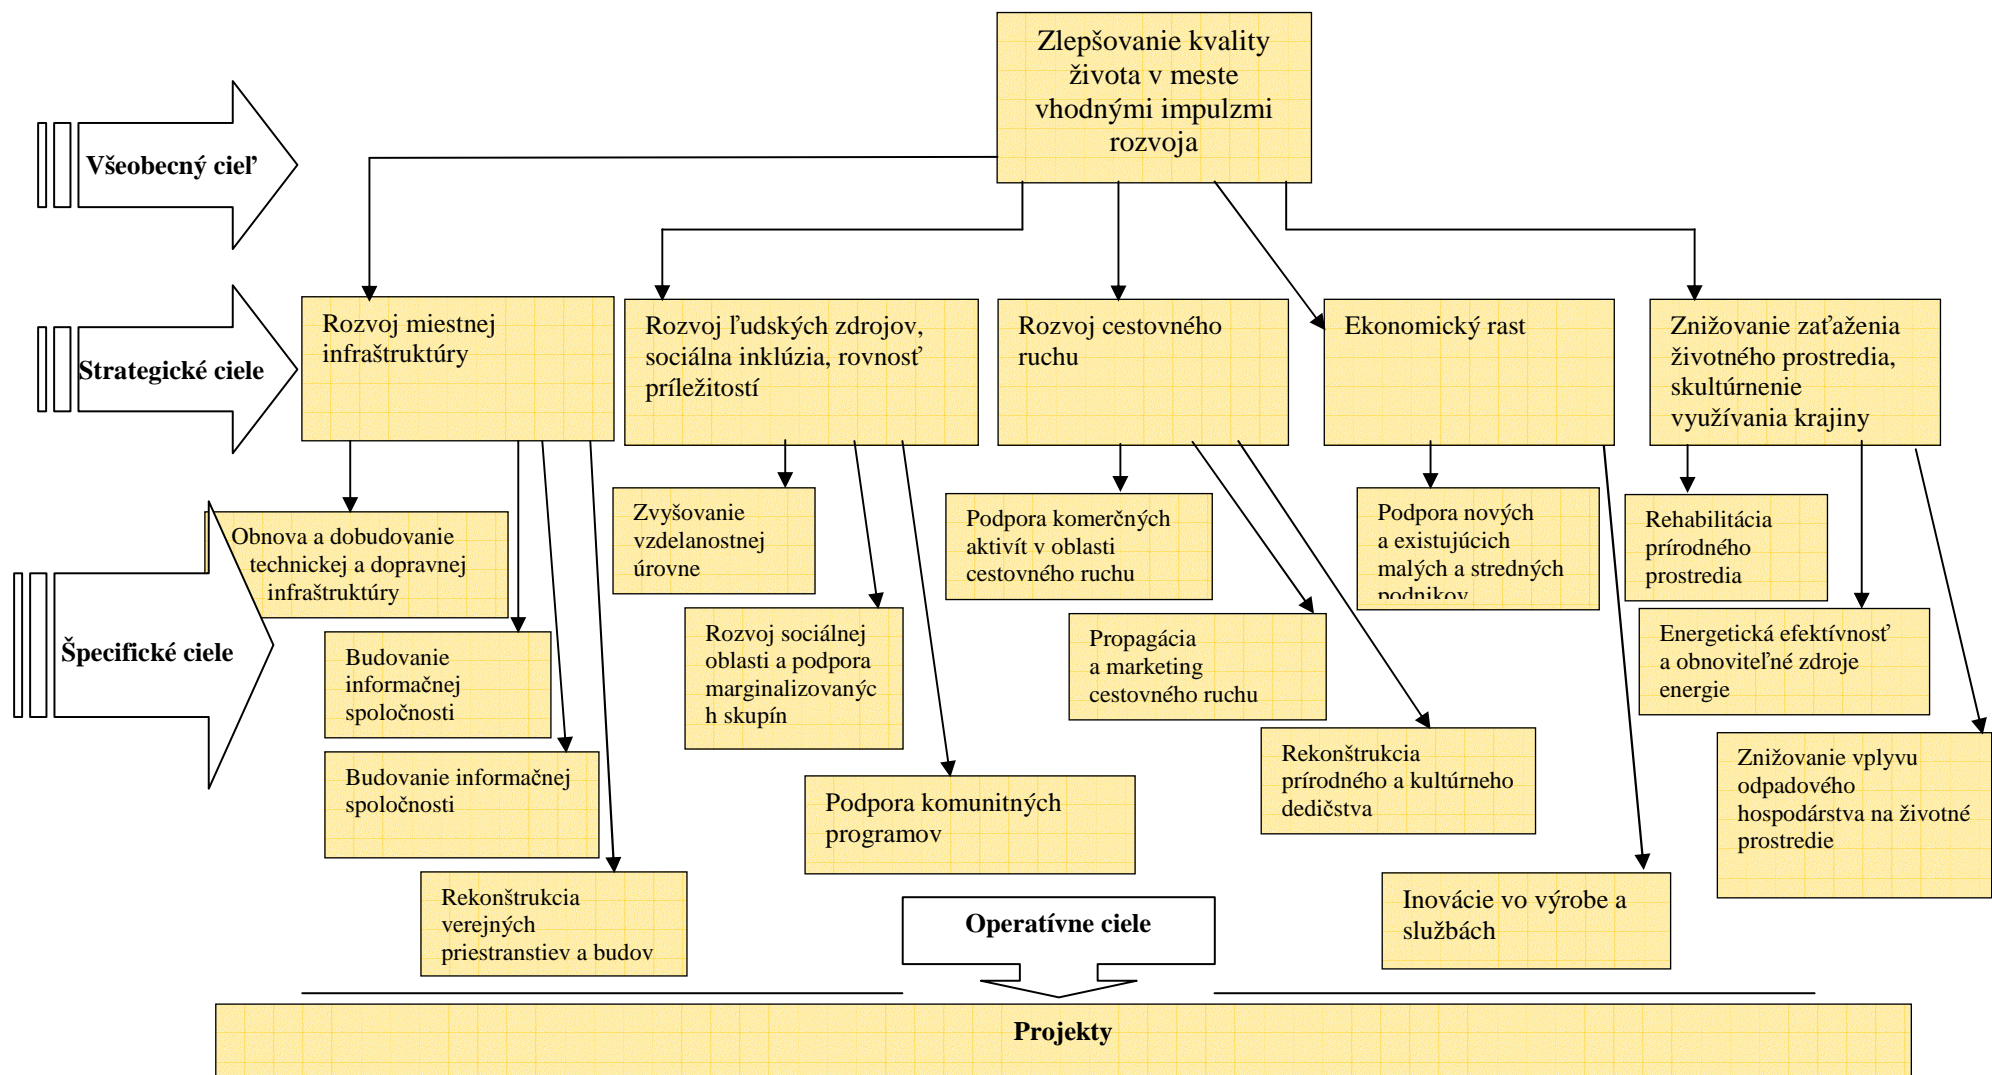 Zlepšovanie kvality
života v meste
vhodnými impulzmi
rozvoja
Všeobecný cieľ
Strategické ciele
Rozvoj miestnej
infraštruktúry
Rozvoj ľudských zdrojov,
sociálna inklúzia, rovnosť
príležitostí
Rozvoj cestovného
ruchu
Ekonomický rast
Znižovanie zaťaženia
životného prostredia,
skultúrnenie
využívania krajiny
Špecifické ciele
Obnova a dobudovanie
technickej a dopravnej
infraštruktúry
Budovanie
informačnej
spoločnosti
Budovanie informačnej
spoločnosti
Rekonštrukcia
verejných
priestranstiev a budov
Zvyšovanie
vzdelanostnej
úrovne
Rozvoj sociálnej
oblasti a podpora
marginalizovanýc
h skupín
Podpora komunitných
programov
Podpora komerčných
aktivít v oblasti
cestovného ruchu
Propagácia
a marketing
cestovného ruchu
Rekonštrukcia
prírodného a kultúrneho
dedičstva
Podpora nových
a existujúcich
malých a stredných
podnikov
Inovácie vo výrobe a
službách
Rehabilitácia
prírodného
prostredia
Energetická efektívnosť
a obnoviteľné zdroje
energie
Znižovanie vplyvu
odpadového
hospodárstva na životné
prostredie
Operatívne ciele
Projekty